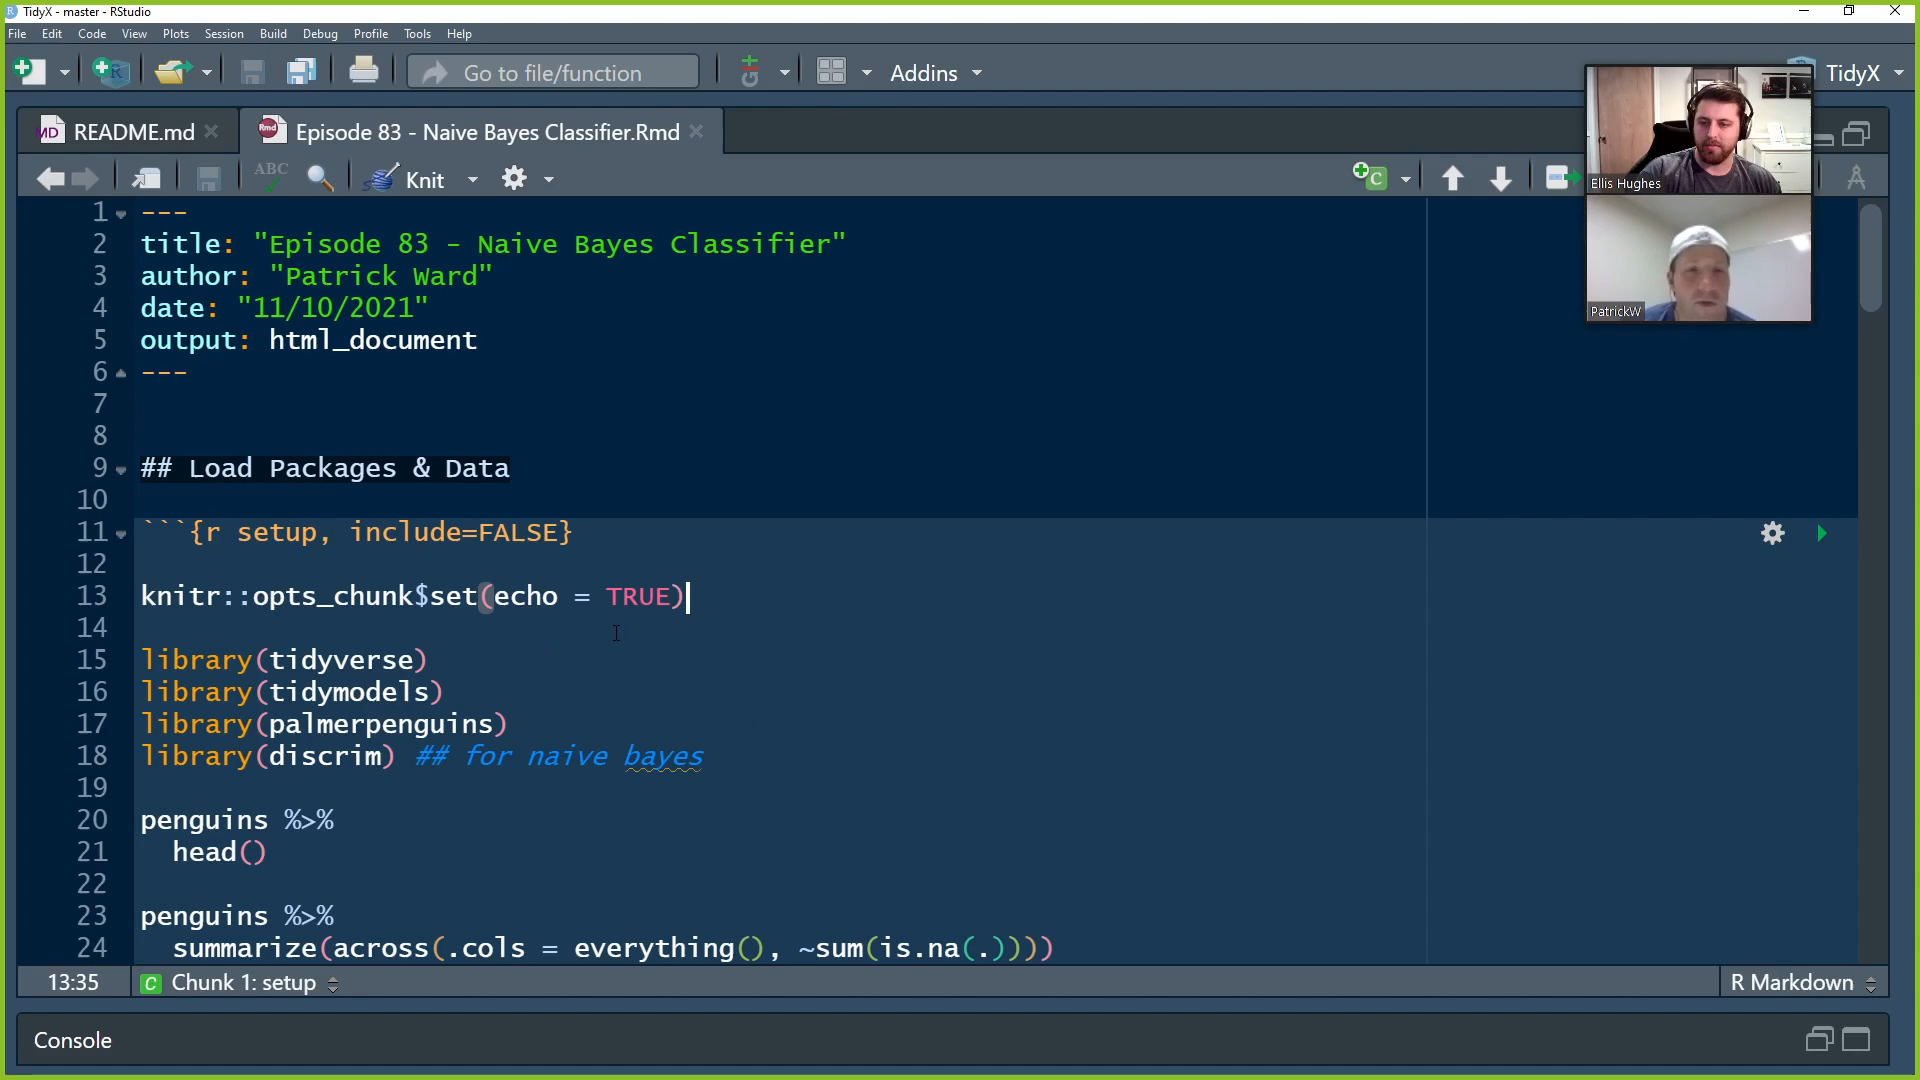 TidyX - master - RStudio
File Edit Code View Plots Session Build Debug Profile Tools Help
Go to file/function
Addins
TidyX
README.md
Episode 83 - Naive Bayes Classifier.Rmd
ABC
Knit
Ellis Hughes
PatrickW
1 ---
2 title: "Episode 83 - Naive Bayes Classifier"
3 author: "Patrick Ward"
4 date: "11/10/2021"
5 output: html_document
6 ---
7
8
9 ## Load Packages & Data
10
11 ```{r setup, include=FALSE}
12
13 knitr::opts_chunk$set(echo = TRUE)
14
15 library(tidyverse)
16 library(tidymodels)
17 library(palmerpenguins)
18 library(discrim) ## for naive bayes
19
20 penguins %>%
21 head()
22
23 penguins %>%
24 summarize(across(.cols = everything(), ~sum(is.na(.))))
13:35 C Chunk 1: setup R Markdown
Console